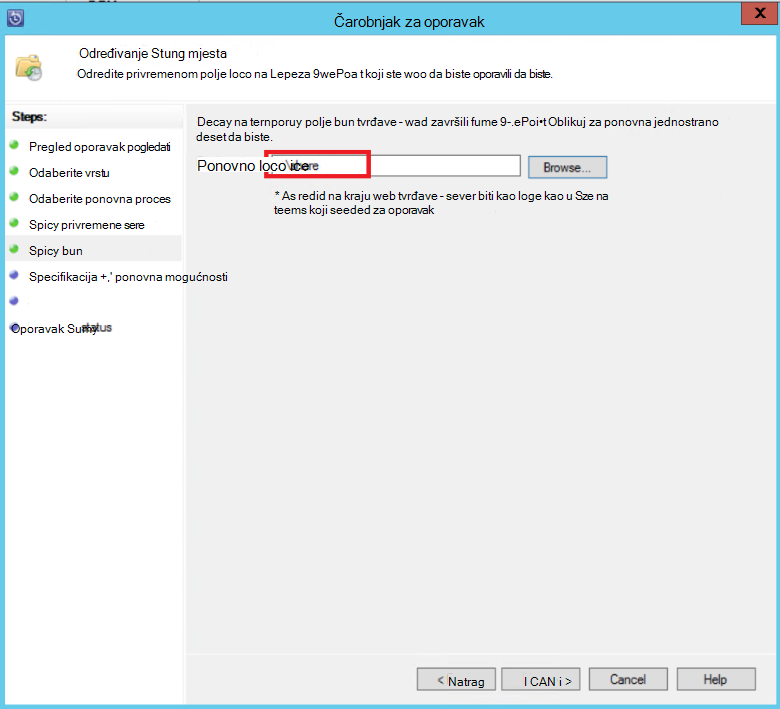 Čarobnjak za oporavak
X
Određivanje Stung mjesta
Odredite privremenom polje loco na Lepeza 9wePoa t koji ste woo da biste oporavili da biste.
Steps:
Pregled oporavak pogledati
Odaberite vrstu
Odaberite ponovna proces
Spicy privremene sere
Spicy bun
Specifikacija +,' ponovna mogućnosti
Oporavak Sumy status
Decay na ternporuy polje bun tvrđave - wad završili fume 9-.ePoi•t Oblikuj za ponovna jednostrano
deset da biste.
Ponovno loco ice
Browse...
* As redid na kraju web tvrđave - sever biti kao loge kao u Sze na
teems koji seeded za oporavak
< Natrag
I CAN i >
Cancel
Help